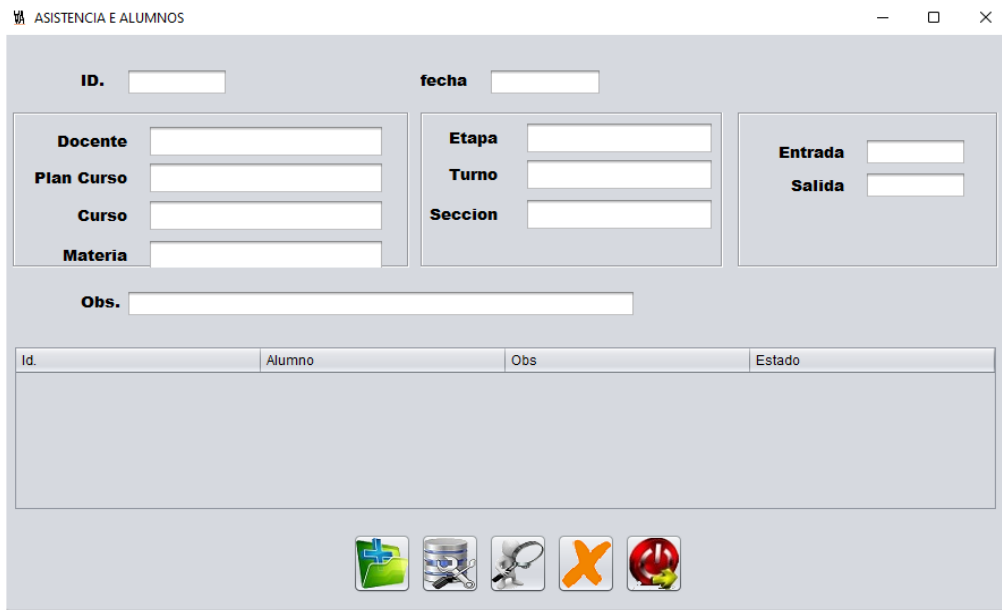 ASISTENCIA E ALUMNOS
ID. fecha
Docente
Plan Curso
Curso
Materia
Etapa
Turno
Seccion
Entrada
Salida
Obs.
Id. Alumno Obs Estado